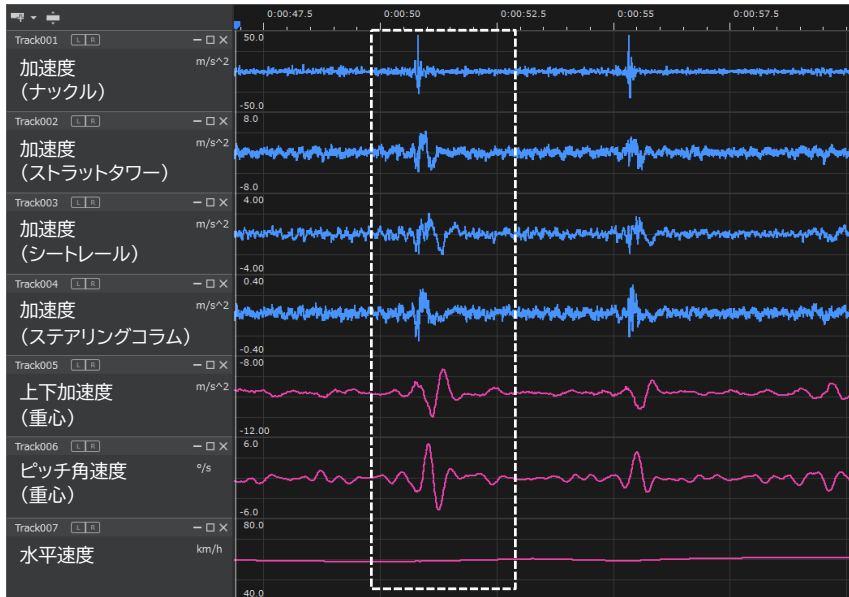 0:00:47.5 0:00:50 0:00:52.5 0:00:55 0:00:57.5
Track001 L R
加速度 m/s^2
（ナックル）
50.0
-50.0
Track002 L R
加速度 m/s^2
（ストラットタワー）
8.0
-8.0
Track003 L R
加速度 m/s^2
（シートレール）
4.00
-4.00
Track004 L R
加速度 m/s^2
（ステアリングコラム）
0.40
-0.40
Track005 L R
上下加速度 m/s^2
（重心）
-8.00
-12.00
Track006 L R
ピッチ角速度 °/s
（重心）
6.0
-6.0
Track007 L R
水平速度 km/h
80.0
40.0